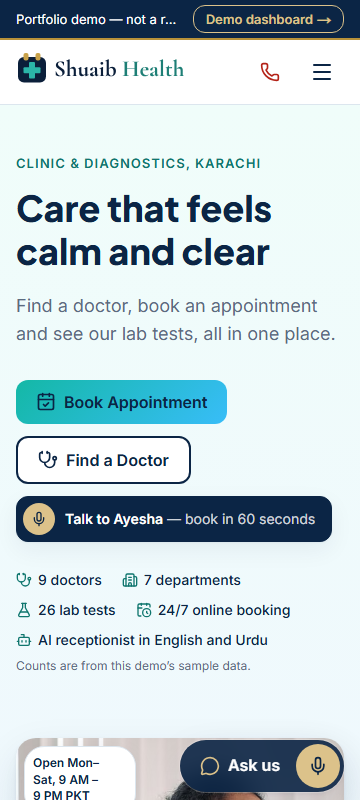 Portfolio demo — not a r...
Demo dashboard →
Shuaib Health
CLINIC & DIAGNOSTICS, KARACHI
Care that feels
calm and clear
Find a doctor, book an appointment
and see our lab tests, all in one place.
Book Appointment
Find a Doctor
Talk to Ayesha — book in 60 seconds
9 doctors
7 departments
26 lab tests
24/7 online booking
AI receptionist in English and Urdu
Counts are from this demo's sample data.
Open Mon–
Sat, 9 AM –
9 PM PKT
Ask us